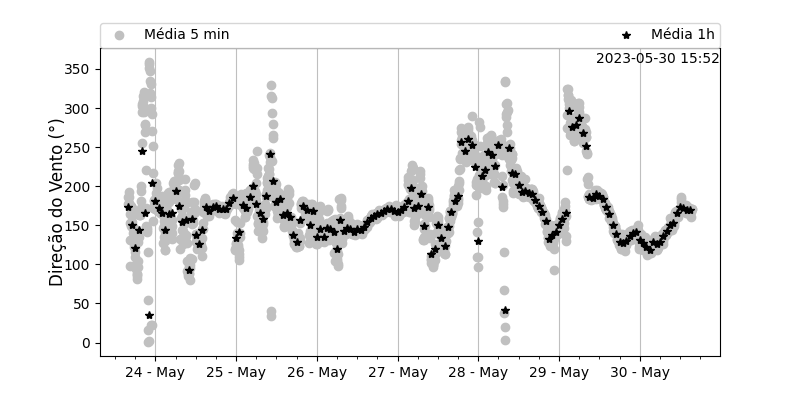 Média 5 min
Média 1h
2023-05-30 15:52
Direção do Vento (°)
350
300
250
200
150
100
50
0
24 - May 25 - May 26 - May 27 - May 28 - May 29 - May 30 - May